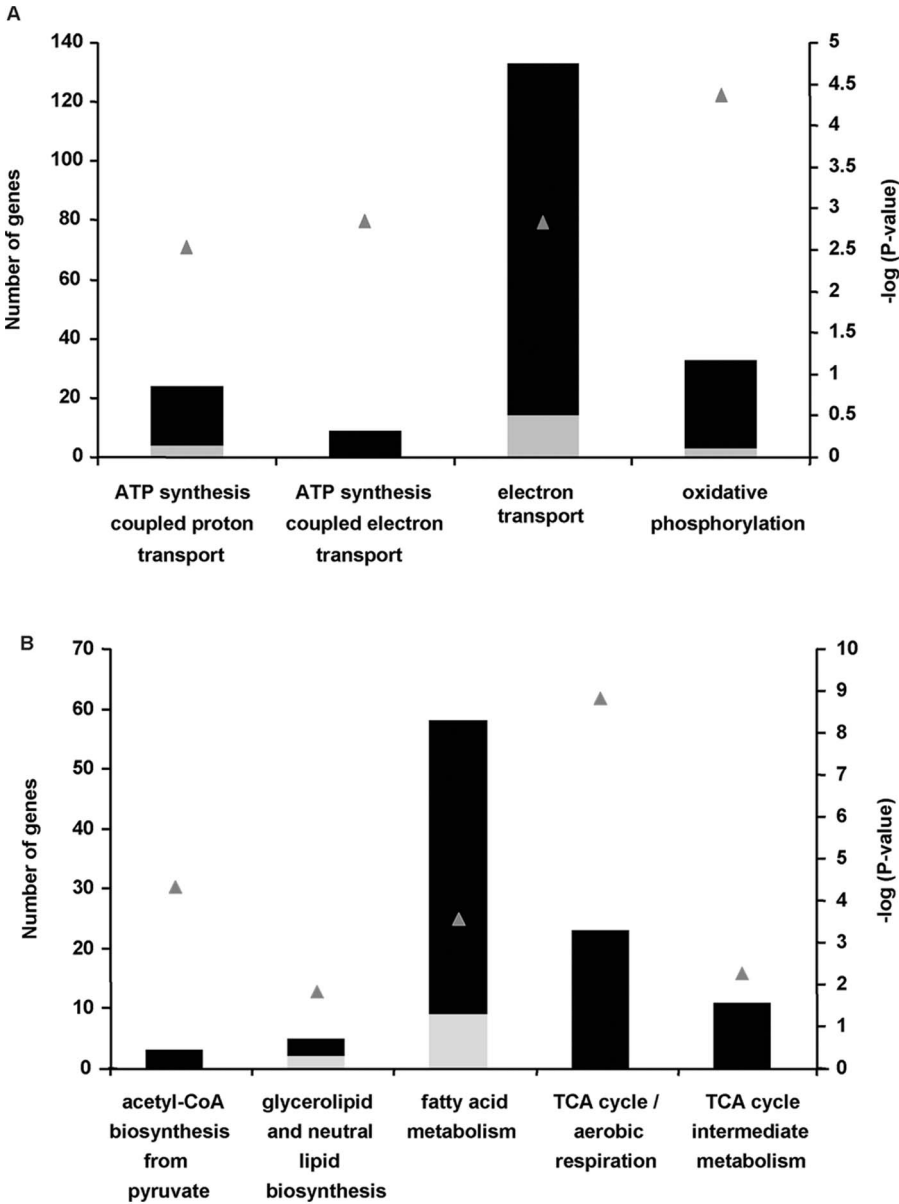 A
140
120
100
80
60
40
20
0
Number of genes
5
4.5
4
3.5
3
2.5
2
1.5
1
0.5
0
-log (P-value)
ATP synthesis
coupled proton
transport
ATP synthesis
coupled electron
transport
electron
transport
oxidative
phosphorylation
B
70
60
50
40
30
20
10
0
Number of genes
10
9
8
7
6
5
4
3
2
1
0
-log (P-value)
acetyl-CoA
biosynthesis
from
pyruvate
glycerolipid
and neutral
lipid
biosynthesis
fatty acid
metabolism
TCA cycle /
aerobic
respiration
TCA cycle
intermediate
metabolism